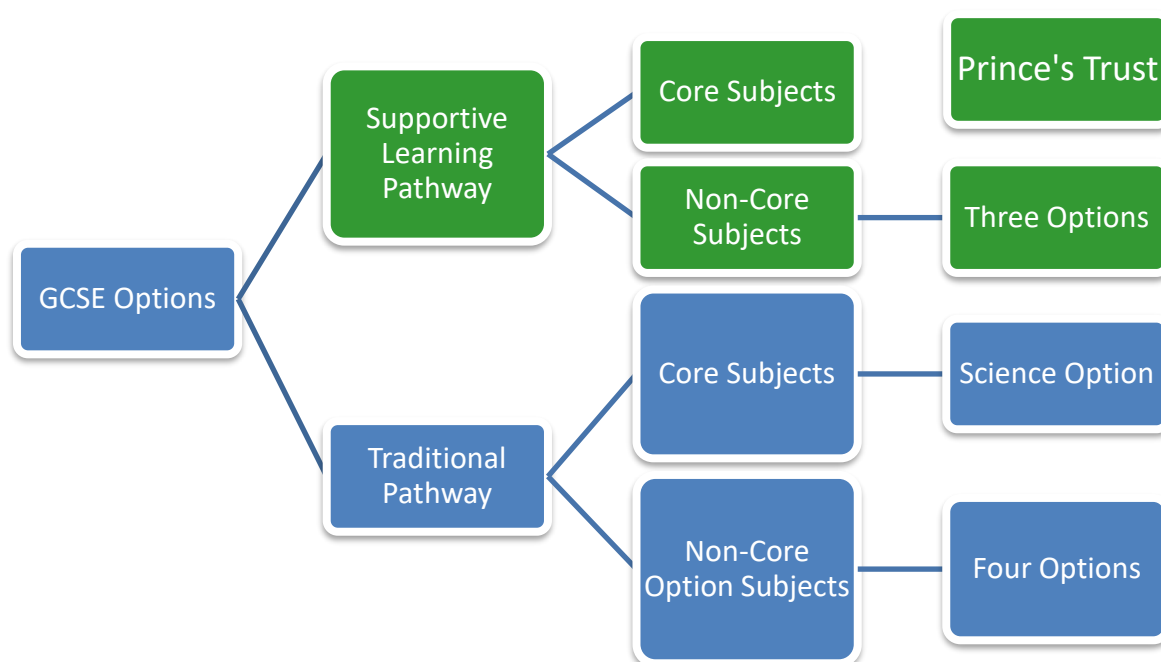 GCSE Options
Supportive
Learning
Pathway
Core Subjects
Prince's Trust
Non-Core
Subjects
Three Options
Traditional
Pathway
Core Subjects
Science Option
Non-Core
Option Subjects
Four Options